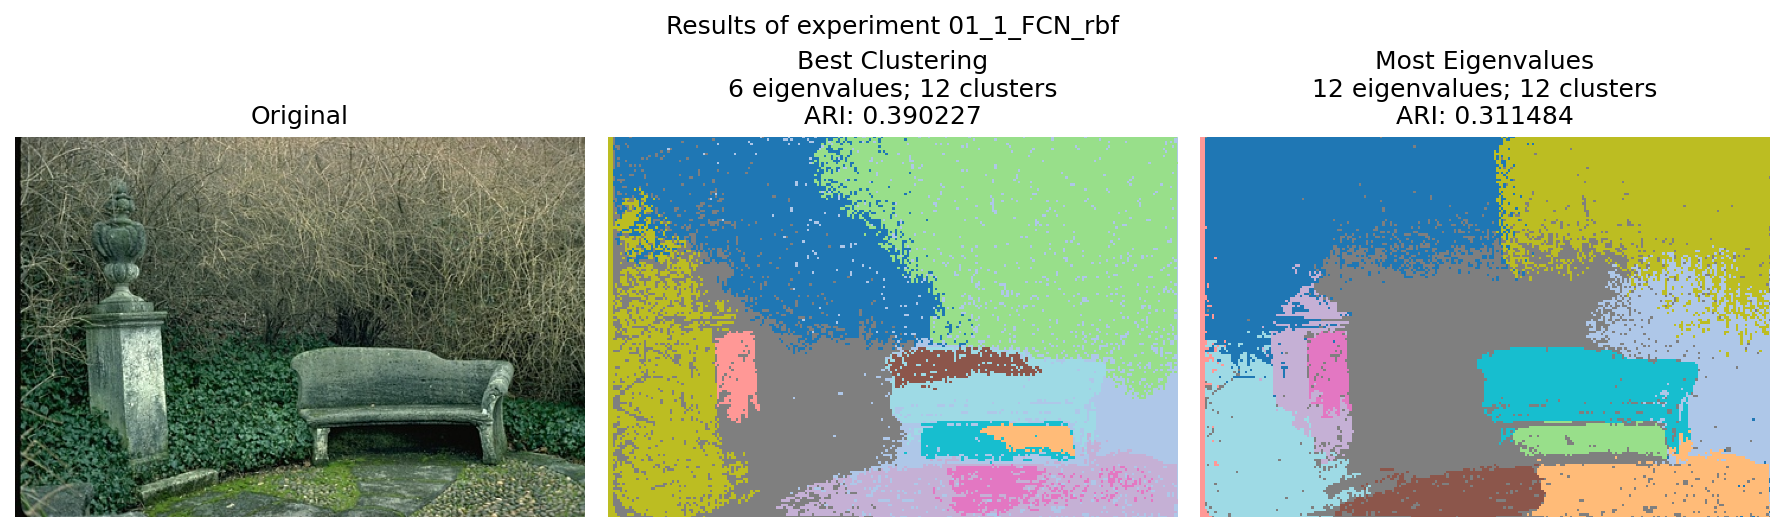 Results of experiment 01_1_FCN_rbf
Original
Best Clustering
6 eigenvalues; 12 clusters
ARI: 0.390227
Most Eigenvalues
12 eigenvalues; 12 clusters
ARI: 0.311484